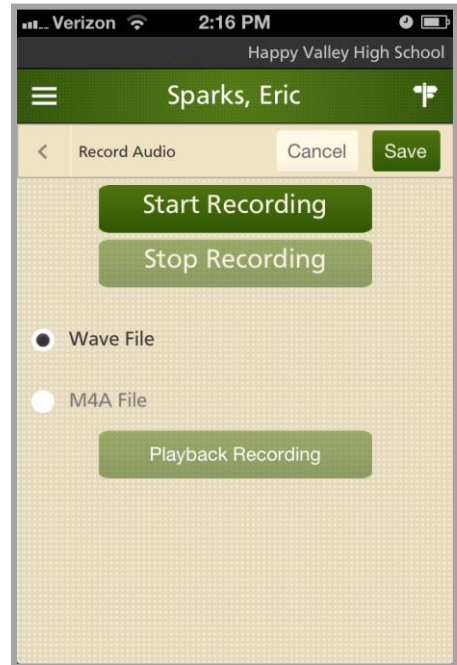 Verizon 2:16 PM
Happy Valley High School
Sparks, Eric
Record Audio Cancel Save
Start Recording
Stop Recording
Wave File
M4A File
Playback Recording